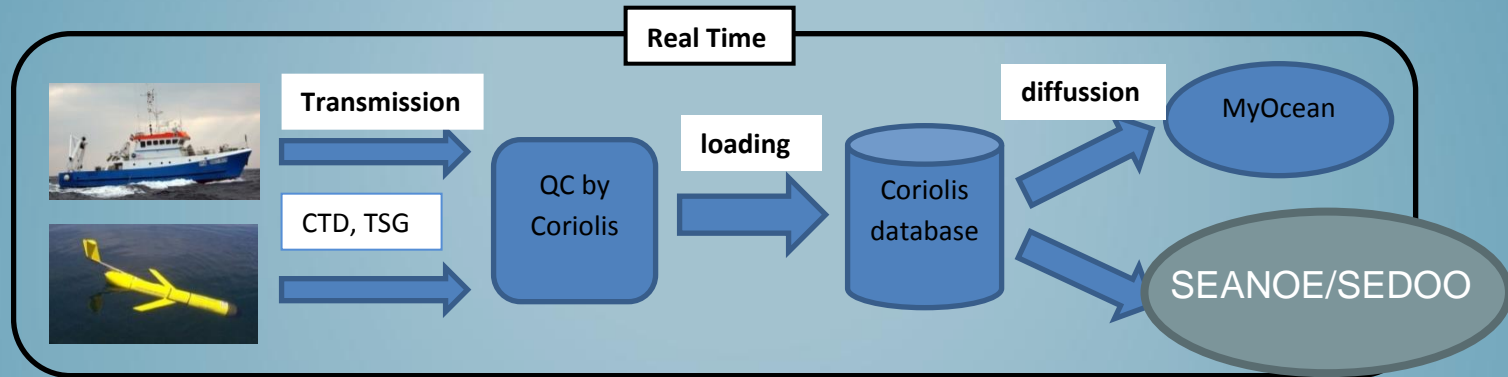 Real Time
Transmission
CTD, TSG
QC by
Coriolis
loading
Coriolis
database
diffussion
MyOcean
SEANOE/SEDOO